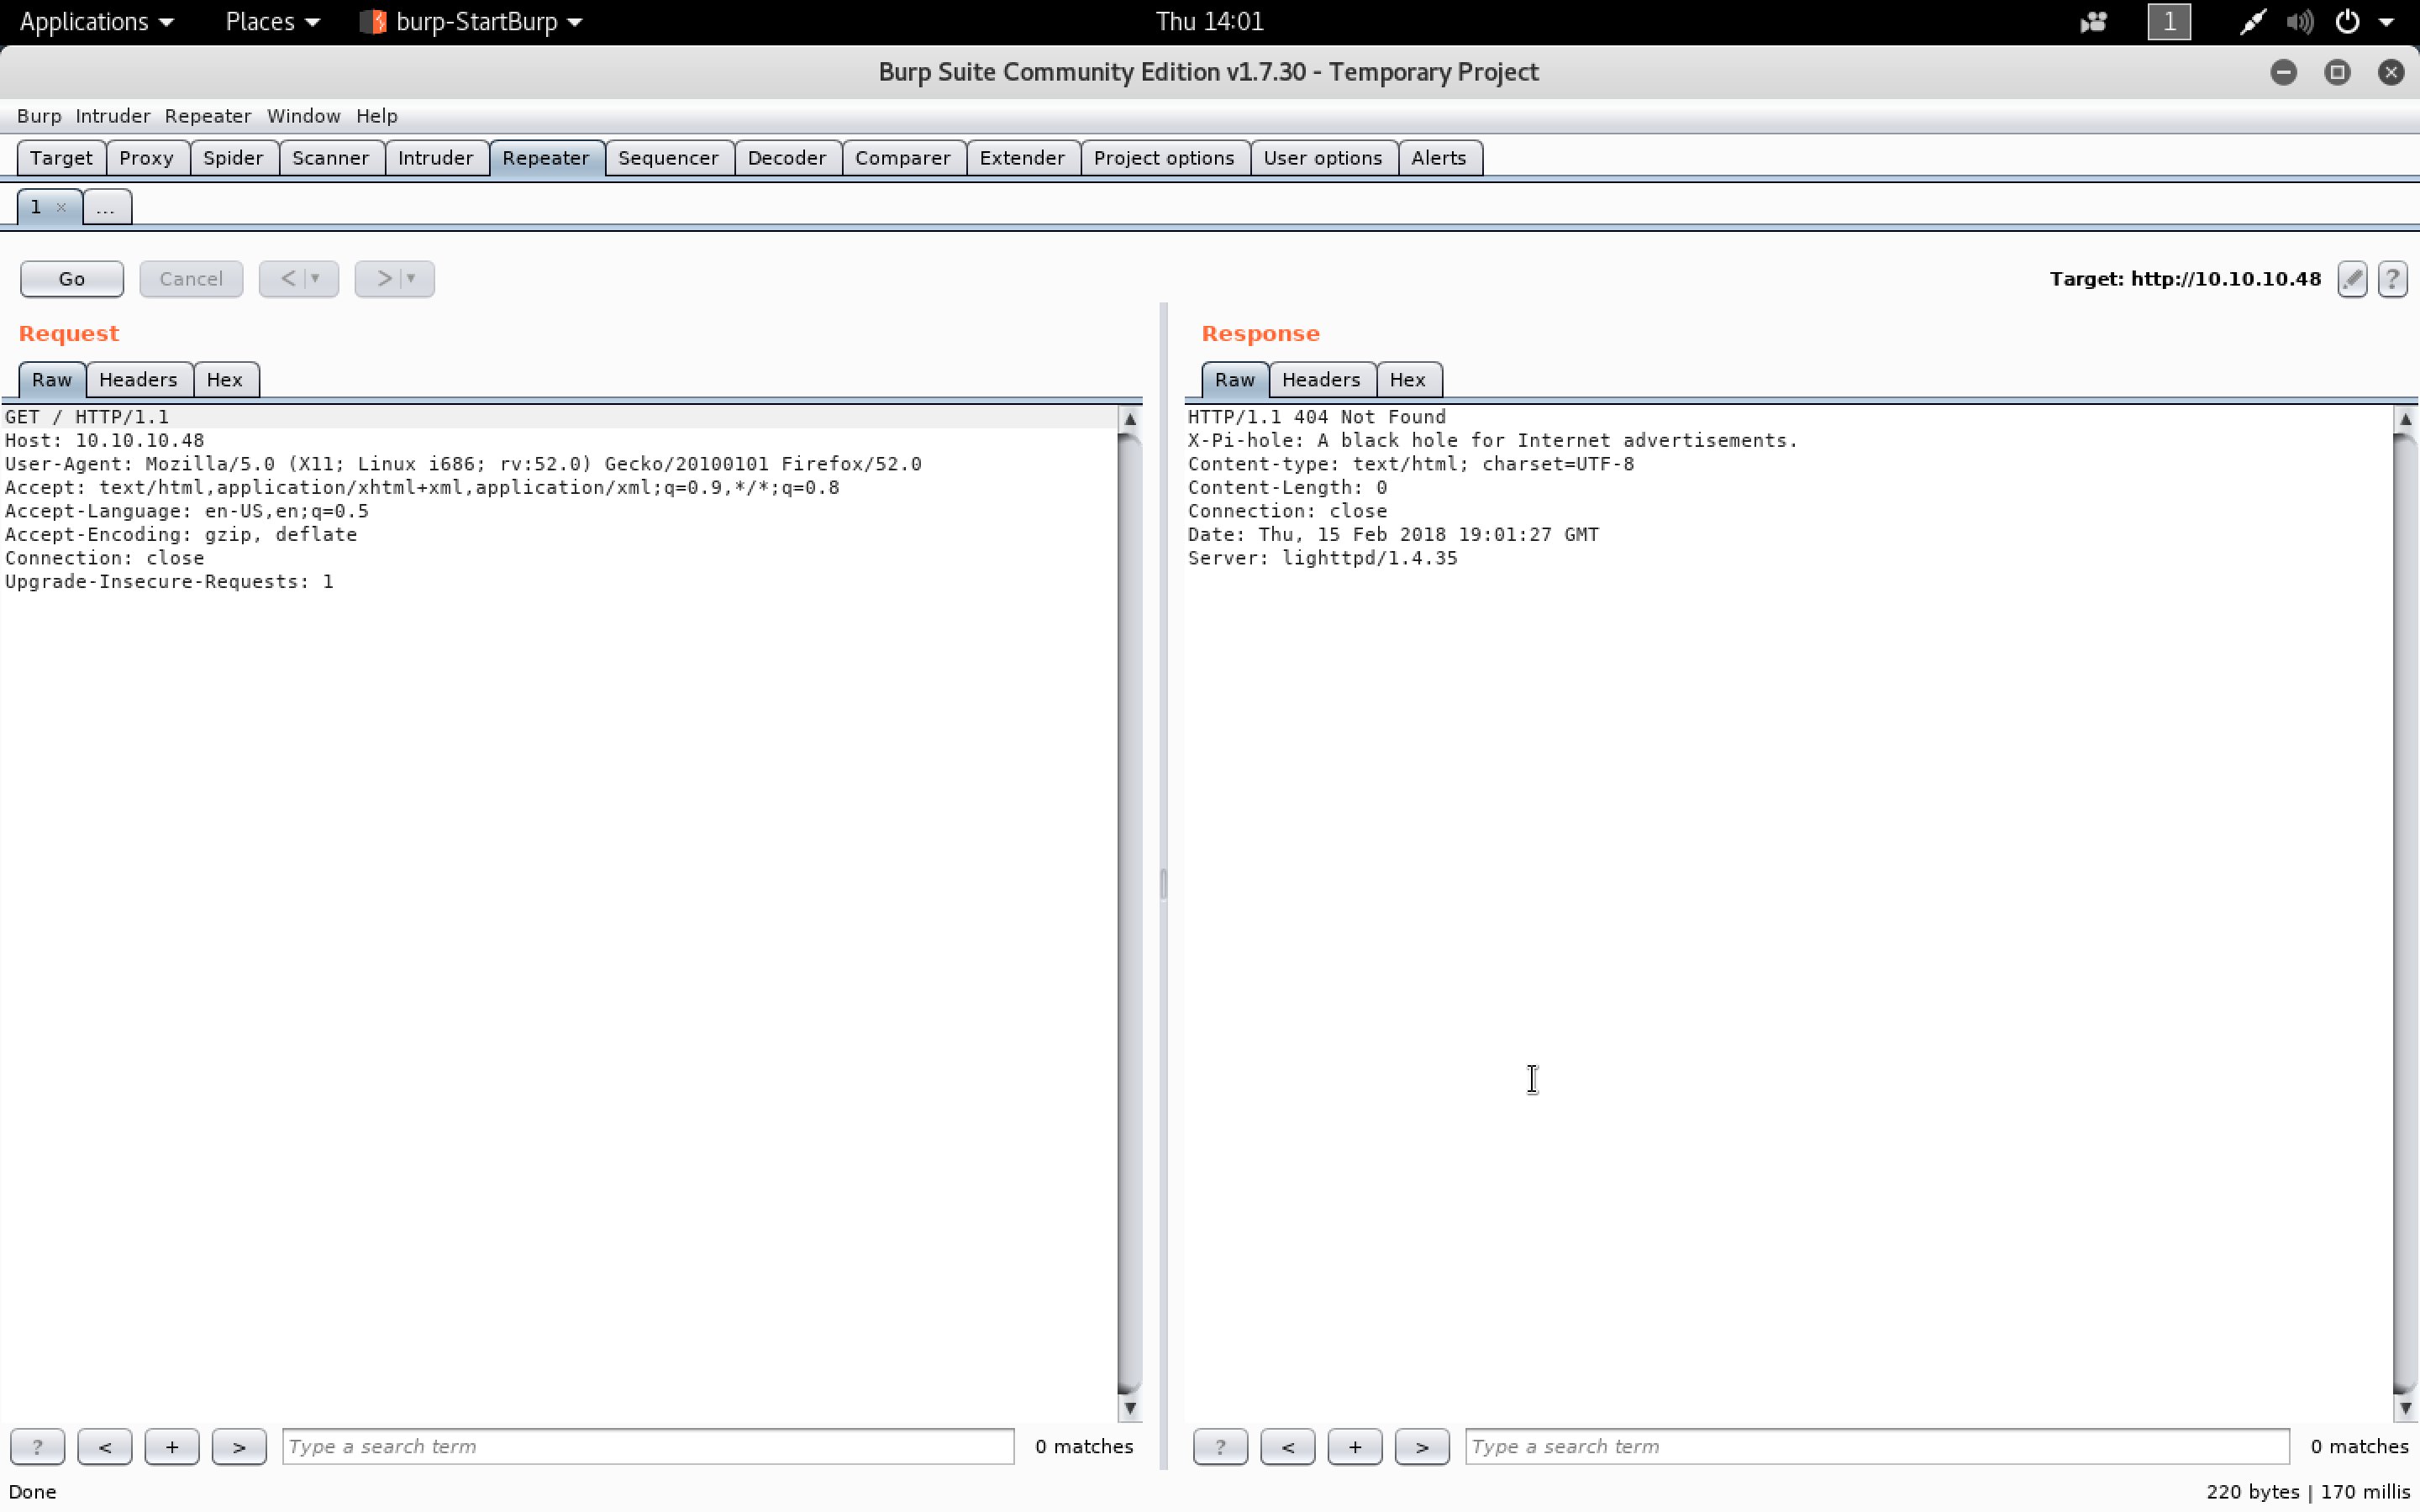 Applications Places burp-StartBurp Thu 14:01 1
Burp Suite Community Edition v1.7.30 - Temporary Project
Burp Intruder Repeater Window Help
Target Proxy Spider Scanner Intruder Repeater Sequencer Decoder Comparer Extender Project options User options Alerts
1 × ...
Go Cancel < > Target: http://10.10.10.48 ?
Request
Raw Headers Hex
GET / HTTP/1.1
Host: 10.10.10.48
User-Agent: Mozilla/5.0 (X11; Linux i686; rv:52.0) Gecko/20100101 Firefox/52.0
Accept: text/html,application/xhtml+xml,application/xml;q=0.9,*/*;q=0.8
Accept-Language: en-US,en;q=0.5
Accept-Encoding: gzip, deflate
Connection: close
Upgrade-Insecure-Requests: 1
? < + > Type a search term 0 matches
Response
Raw Headers Hex
HTTP/1.1 404 Not Found
X-Pi-hole: A black hole for Internet advertisements.
Content-type: text/html; charset=UTF-8
Content-Length: 0
Connection: close
Date: Thu, 15 Feb 2018 19:01:27 GMT
Server: lighttpd/1.4.35
? < + > Type a search term 0 matches
Done 220 bytes | 170 millis